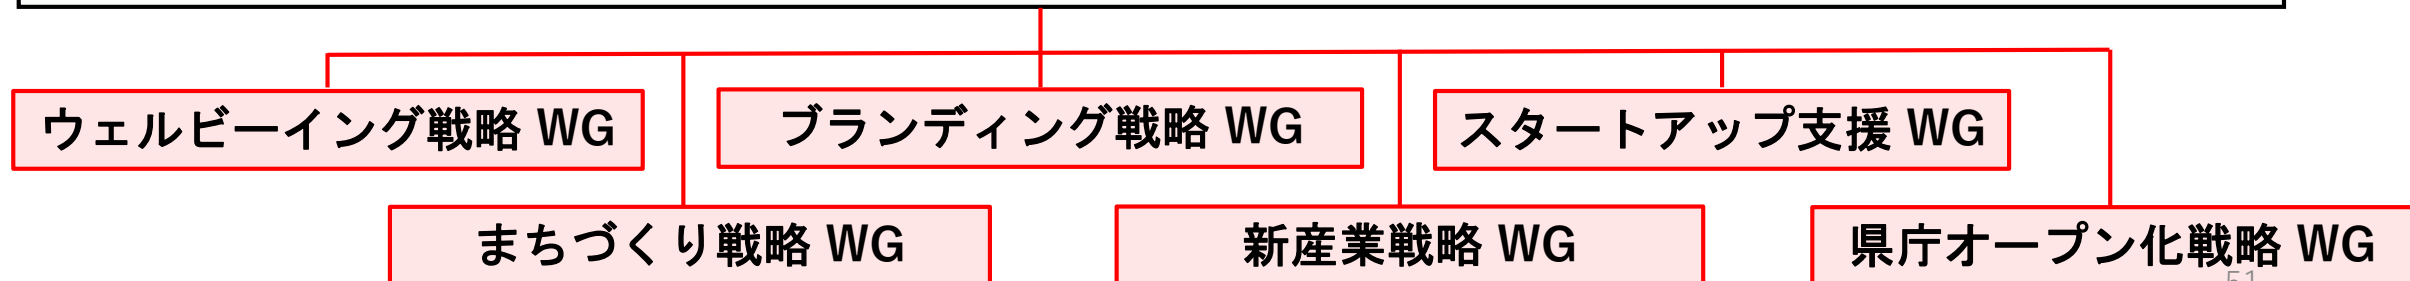 ウェルビーイング戦略 WG
ブランディング戦略 WG
スタートアップ支援 WG
まちづくり戦略 WG
新産業戦略 WG
県庁オープン化戦略 WG
51